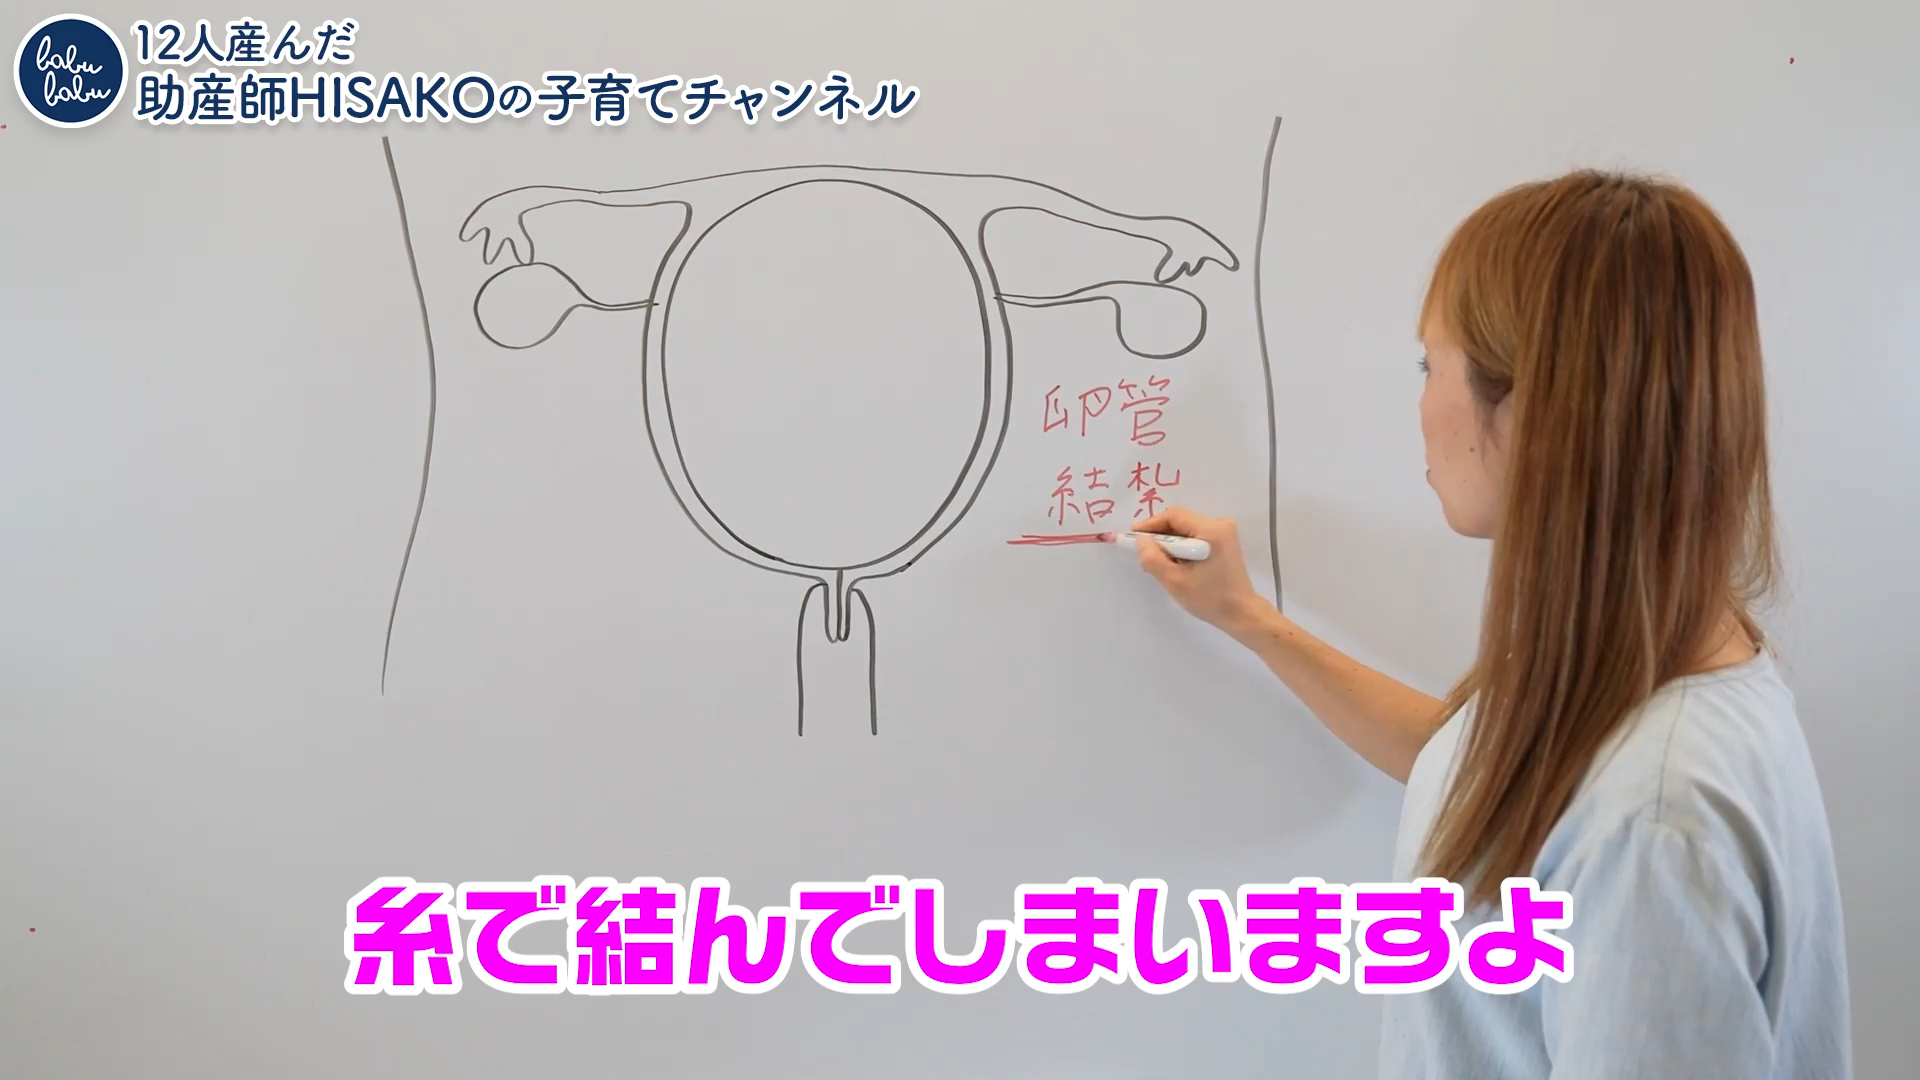 babu
babu
12人産んだ
助産師HISAKOの子育てチャンネル
卵管
結紮
糸で結んでしまいますよ